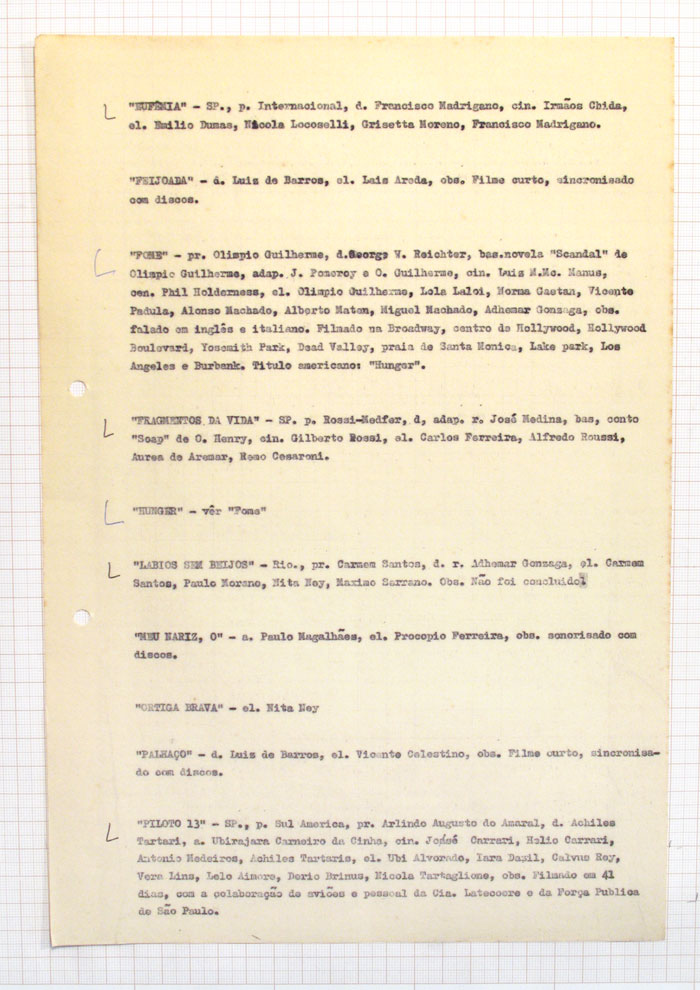 "EUFÊMIA" - SP., p. Internacional, d. Francisco Madrigano, cin. Irmãos Chida,
el. Emilio Dumas, Nicola Locoselli, Grisetta Moreno, Francisco Madrigano.
"FEIJOADA" - d. Luiz de Barros, el. Lais Areda, obs. Filme curto, sincronisado
com discos.
"FOME" - pr. Olimpio Guilherme, d.George W. Reichter, bas.novela "Scandal" de
Olimpio Guilherme, adap. J. Pomeroy e O. Guilherme, cin. Luis M.Mc. Manus,
cen. Phil Holderness, el. Olimpio Guilherme, Lola Laloi, Norma Gaetan, Vicente
Padula, Alonso Machado, Alberto Maten, Miguel Machado, Adhemar Gonzaga, obs.
falado em inglês e italiano. Filmado na Broadway, centro de Hollywood, Hollywood
Boulevard, Yosemith Park, Dead Valley, praia de Santa Monica, Lake park, Los
Angeles e Burbank. Titulo americano: "Hunger".
"FRAGMENTOS DA VIDA" - SP. p. Rossi-Medfer, d, adap. r. José Medina, bas, conto
"Soap" de O. Henry, cin. Gilberto Rossi, el. Carlos Ferreira, Alfredo Roussi,
Aurea de Aremar, Remo Cesaroni.
"HUNGER" - vêr "Fome"
"LABIOS SEM BEIJOS" - Rio., pr. Carmem Santos, d. r. Adhemar Gonzaga, el. Carmem
Santos, Paulo Morano, Nita Ney, Maximo Serrano. Obs. Não foi concluido
"MEU NARIZ, O" - a. Paulo Magalhães, el. Procopio Ferreira, obs. sonorisado com
discos.
"ORTIGA BRAVA" - el. Nita Ney
"PALHAÇO" - d. Luiz de Barros, el. Vicente Celestino, obs. Filme curto, sincronisa-
do com discos.
"PILOTO 13" - SP., p. Sul America, pr. Arlindo Augusto do Amaral, d. Achiles
Tartari, a. Ubirajara Carneiro da Cinha, cin. José Carrari, Helio Carrari,
Antonio Medeiros, Achiles Tartaris, el. Ubi Alvorado, Iara Dazil, Calvus Rey,
Vera Lins, Lelo Aimore, Derio Brinus, Nicola Tartaglione, obs. Filmado em 41
dias, com a colaboração de aviões e pessoal da Cia. Latecoere e da Força Publica
de São Paulo.